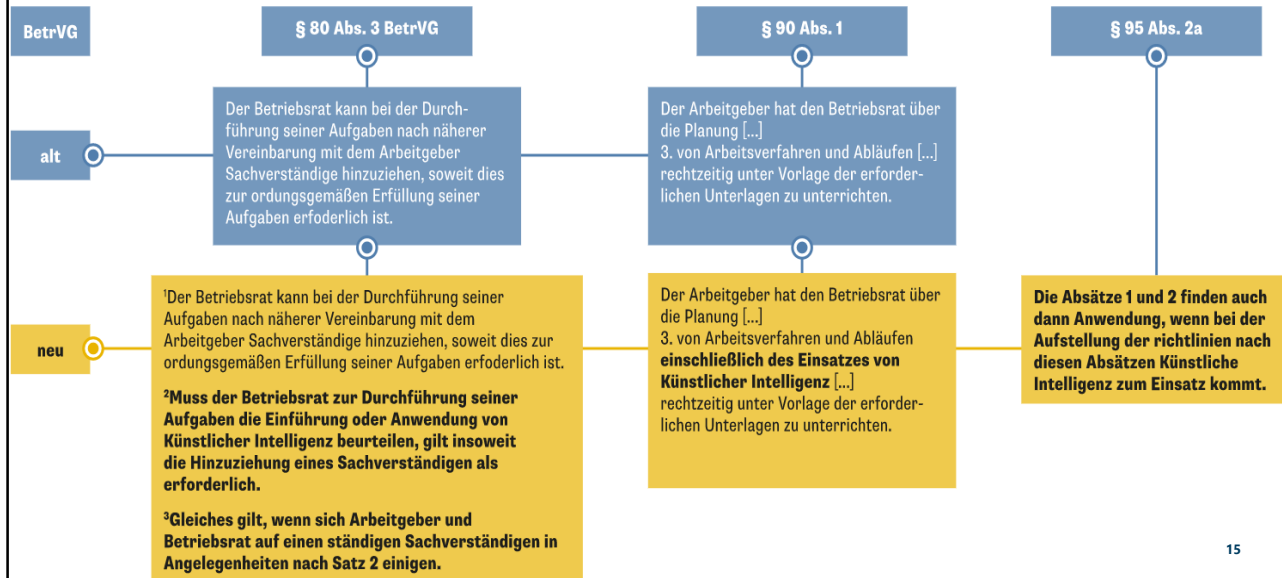 BetrVG
§ 80 Abs. 3 BetrVG
§ 90 Abs. 1
§ 95 Abs. 2a
alt
Der Betriebsrat kann bei der Durch-
führung seiner Aufgaben nach näherer
Vereinbarung mit dem Arbeitgeber
Sachverständige hinzuziehen, soweit dies
zur ordungsgemäßen Erfüllung seiner
Aufgaben erfoderlich ist.
Der Arbeitgeber hat den Betriebsrat über
die Planung [...]
3. von Arbeitsverfahren und Abläufen [...]
rechtzeitig unter Vorlage der erforder-
lichen Unterlagen zu unterrichten.
neu
¹Der Betriebsrat kann bei der Durchführung seiner
Aufgaben nach näherer Vereinbarung mit dem
Arbeitgeber Sachverständige hinzuziehen, soweit dies zur
ordungsgemäßen Erfüllung seiner Aufgaben erfoderlich ist.
²Muss der Betriebsrat zur Durchführung seiner
Aufgaben die Einführung oder Anwendung von
Künstlicher Intelligenz beurteilen, gilt insoweit
die Hinzuziehung eines Sachverständigen als
erforderlich.
³Gleiches gilt, wenn sich Arbeitgeber und
Betriebsrat auf einen ständigen Sachverständigen in
Angelegenheiten nach Satz 2 einigen.
Der Arbeitgeber hat den Betriebsrat über
die Planung [...]
3. von Arbeitsverfahren und Abläufen
einschließlich des Einsatzes von
Künstlicher Intelligenz [...]
rechtzeitig unter Vorlage der erforder-
lichen Unterlagen zu unterrichten.
Die Absätze 1 und 2 finden auch
dann Anwendung, wenn bei der
Aufstellung der richtlinien nach
diesen Absätzen Künstliche
Intelligenz zum Einsatz kommt.
15